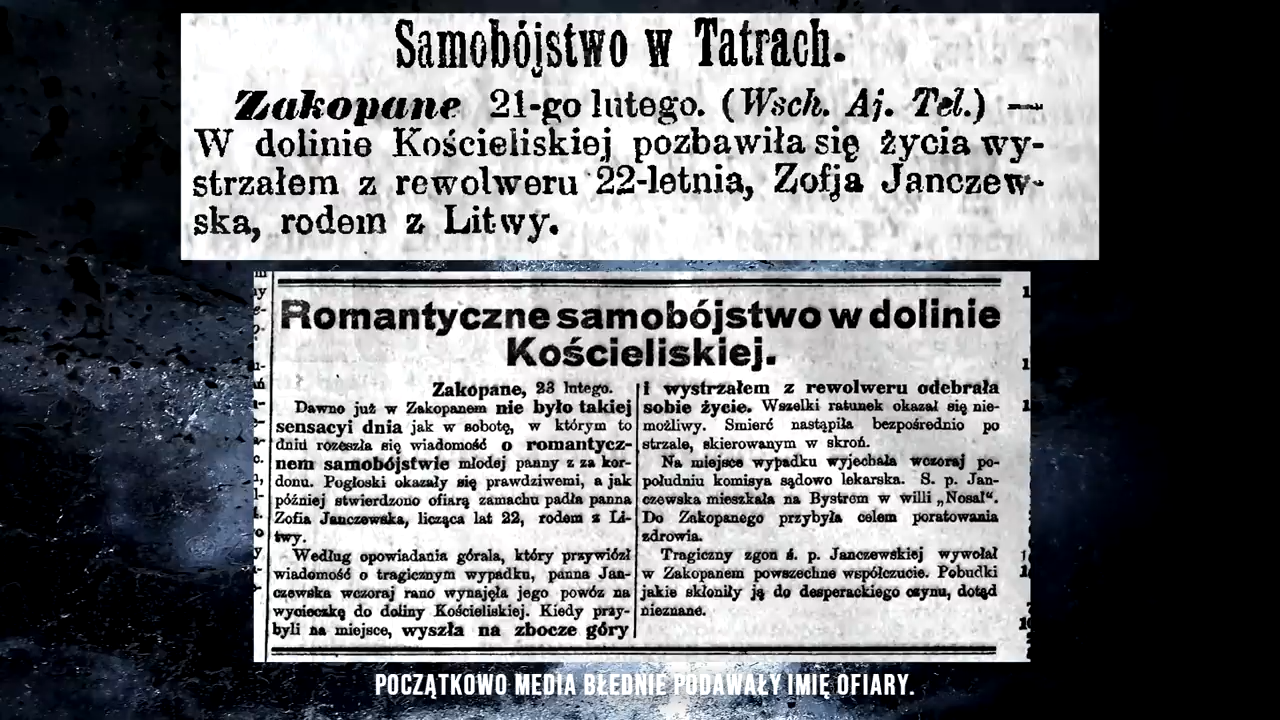 Samobójstwo w Tatrach.
Zakopane 21-go lutego. (Wsch. Aj. Tel.) —
W dolinie Kościeliskiej pozbawiła się życia wy-
strzałem z rewolweru 22-letnia, Zofja Janczew-
ska, rodem z Litwy.
Romantyczne samobójstwo w dolinie
Kościeliskiej.
Zakopane, 23 lutego.
Dawno już w Zakopanem nie było takiej
sensacyi dnia jak w sobotę, w którym to
dniu rozeszła się wiadomość o romantycz-
nem samobójstwie młodej panny z za kor-
donu. Pogłoski okazały się prawdziwemi, a jak
później stwierdzono ofiarą zamachu padła panna
Zofia Janczewska, licząca lat 22, rodem z Li-
twy.
Według opowiadania górala, który przywiózł
wiadomość o tragicznym wypadku, panna Jan-
czewska wczoraj rano wynajęła jego powóz na
wycieczkę do doliny Kościeliskiej. Kiedy przy-
byli na miejsce, wyszła na zbocze góry
i wystrzałem z rewolweru odebrała
sobie życie. Wszelki ratunek okazał się nie-
możliwy. Śmierć nastąpiła bezpośrednio po
strzale, skierowanym w skroń.
Na miejsce wypadku wyjechała wczoraj po-
południu komisya sądowo lekarska. S. p. Jan-
czewska mieszkała na Bystrem w willi „Nosal".
Do Zakopanego przybyła celem poratowania
zdrowia.
Tragiczny zgon ś. p. Janczewskiej wywołał
w Zakopanem powszechne współczucie. Pobudki
jakie skłoniły ją do desperackiego czynu, dotąd
nieznane.
POCZĄTKOWO MEDIA BŁĘDNIE PODAWAŁY IMIĘ OFIARY.